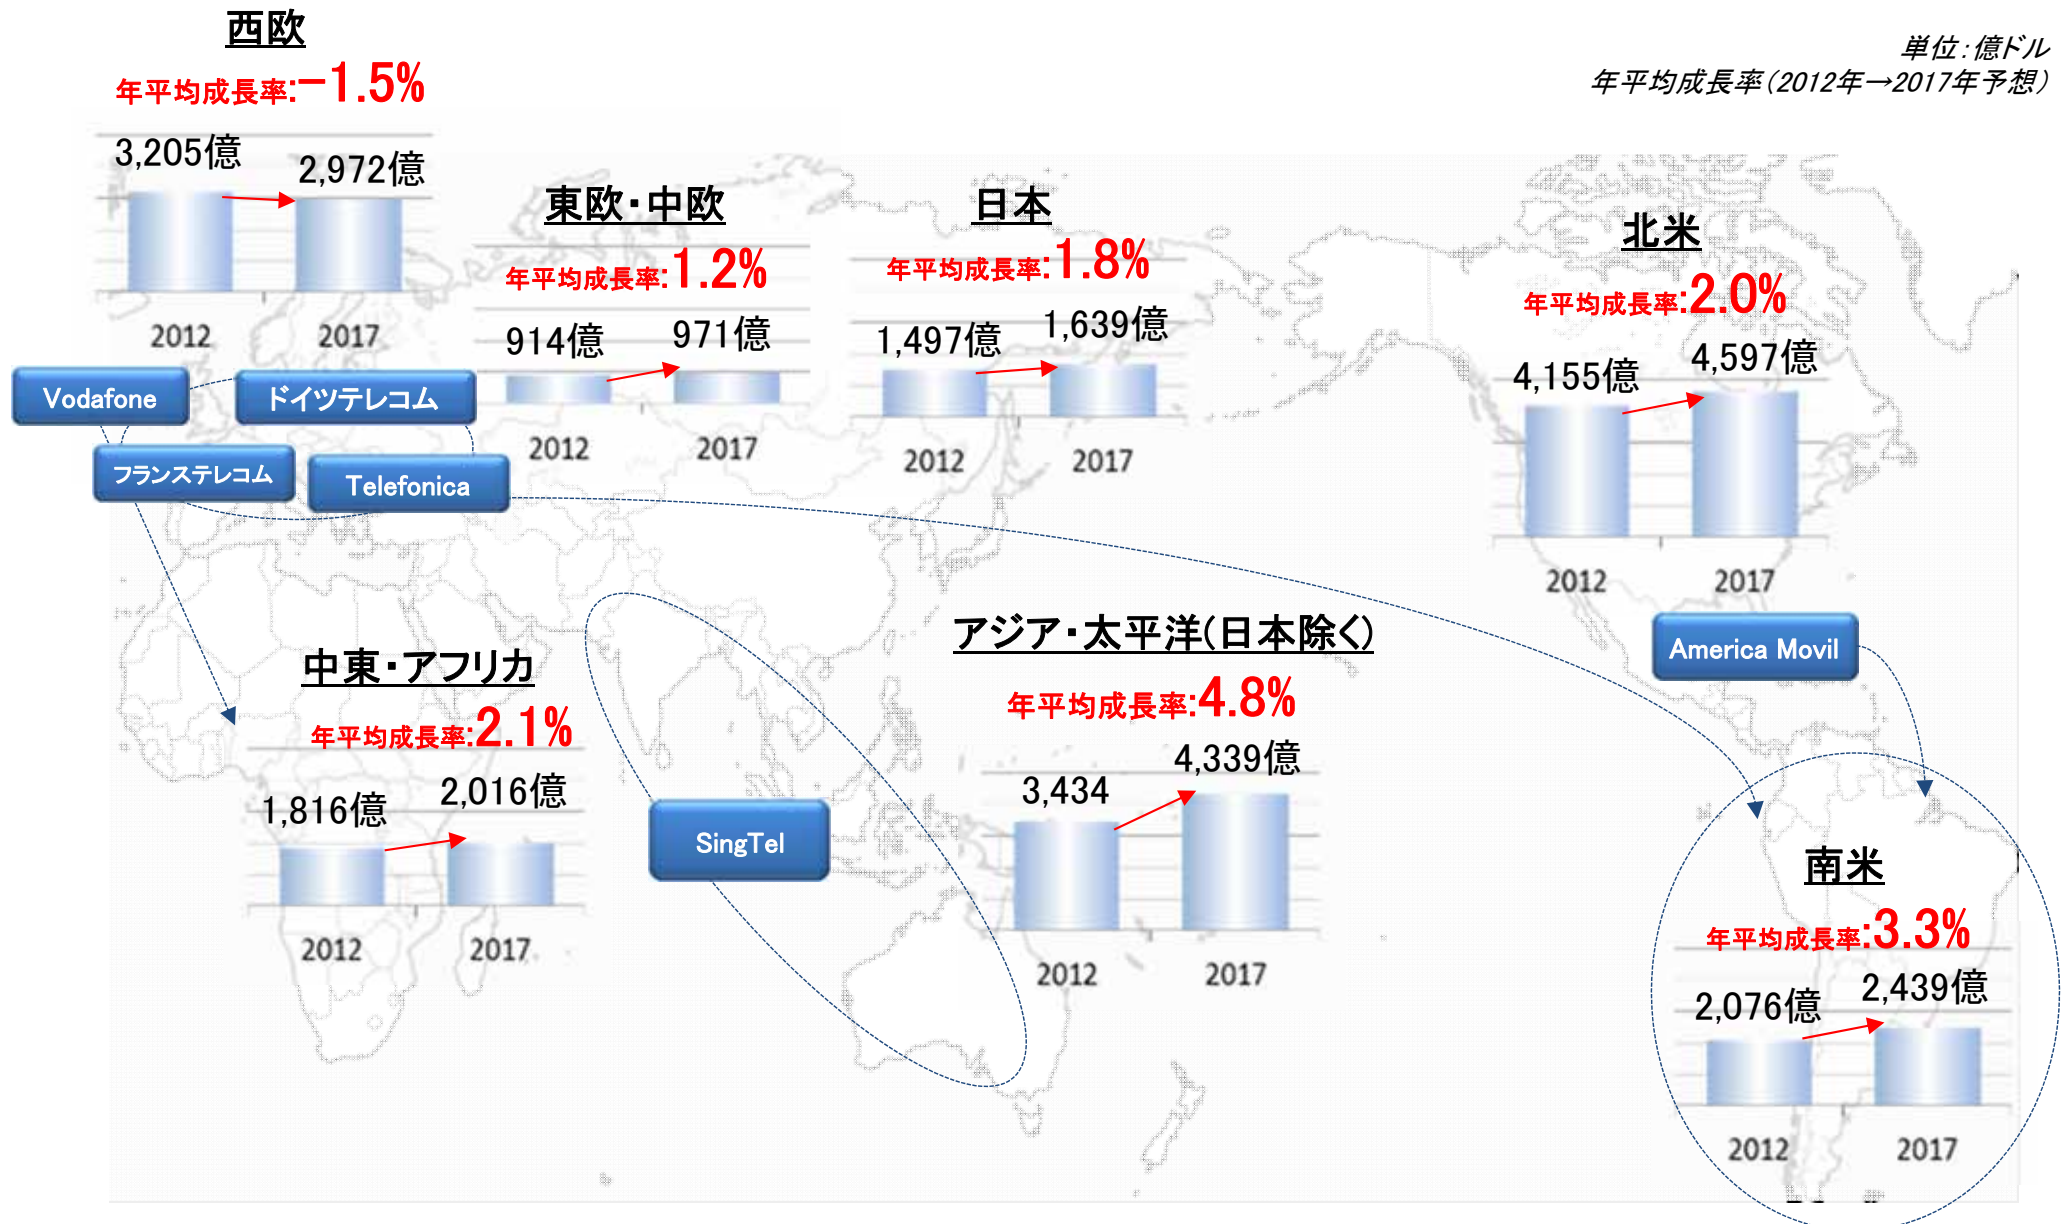 西欧
年平均成長率:−1.5%
3,205億
2,972億
2012
2017
単位：億ドル
年平均成長率（2012年→2017年予想）
東欧・中欧
年平均成長率:1.2%
914億
971億
2012
2017
日本
年平均成長率:1.8%
1,497億
1,639億
2012
2017
北米
年平均成長率:2.0%
4,155億
4,597億
2012
2017
Vodafone
ドイツテレコム
フランステレコム
Telefonica
America Movil
中東・アフリカ
年平均成長率:2.1%
1,816億
2,016億
2012
2017
SingTel
アジア・太平洋(日本除く)
年平均成長率:4.8%
3,434
4,339億
2012
2017
南米
年平均成長率:3.3%
2,076億
2,439億
2012
2017